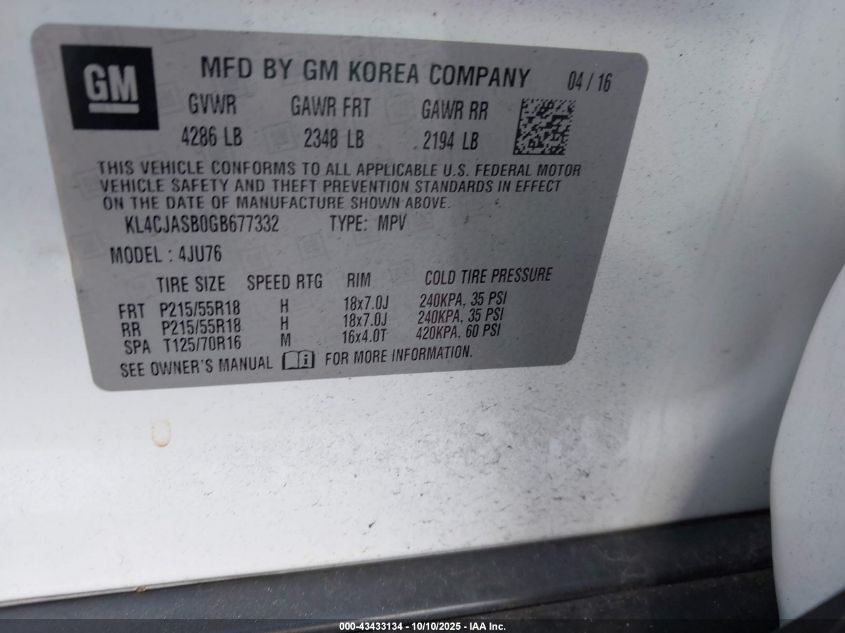 GM
MFD BY GM KOREA COMPANY 04 / 16
GVWR GAWR FRT GAWR RR
4286 LB 2348 LB 2194 LB
THIS VEHICLE CONFORMS TO ALL APPLICABLE U.S. FEDERAL MOTOR
VEHICLE SAFETY AND THEFT PREVENTION STANDARDS IN EFFECT
ON THE DATE OF MANUFACTURE SHOWN ABOVE.
KL4CJASB0GB677332 TYPE: MPV
MODEL : 4JU76
TIRE SIZE SPEED RTG RIM COLD TIRE PRESSURE
FRT P215/55R18 H 18x7.0J 240KPA, 35 PSI
RR P215/55R18 H 18x7.0J 240KPA, 35 PSI
SPA T125/70R16 M 16x4.0T 420KPA, 60 PSI
SEE OWNER'S MANUAL FOR MORE INFORMATION.
000-43433134 - 10/10/2025 - IAA Inc.